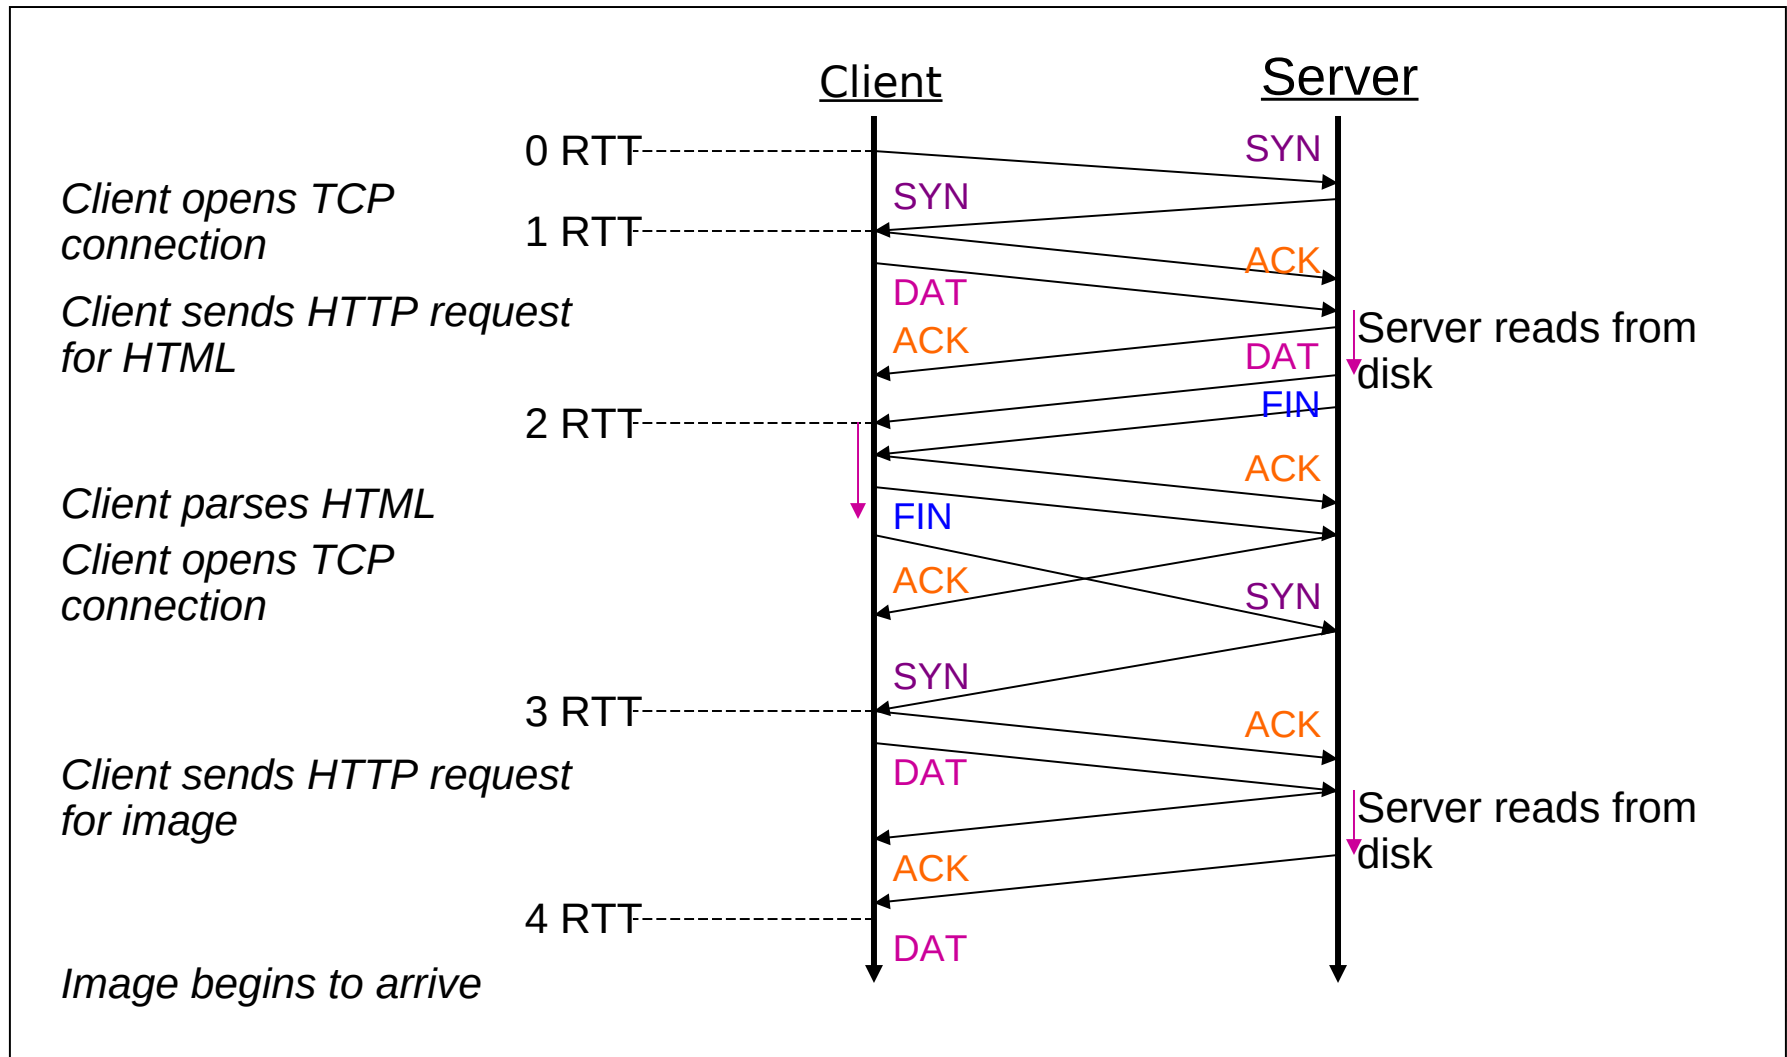 Client
Server
0 RTT
SYN
Client opens TCP
connection
SYN
1 RTT
ACK
Client sends HTTP request
for HTML
DAT
ACK
Server reads from
disk
DAT
FIN
2 RTT
ACK
Client parses HTML
FIN
Client opens TCP
connection
ACK
SYN
SYN
3 RTT
ACK
Client sends HTTP request
for image
DAT
Server reads from
disk
ACK
4 RTT
DAT
Image begins to arrive